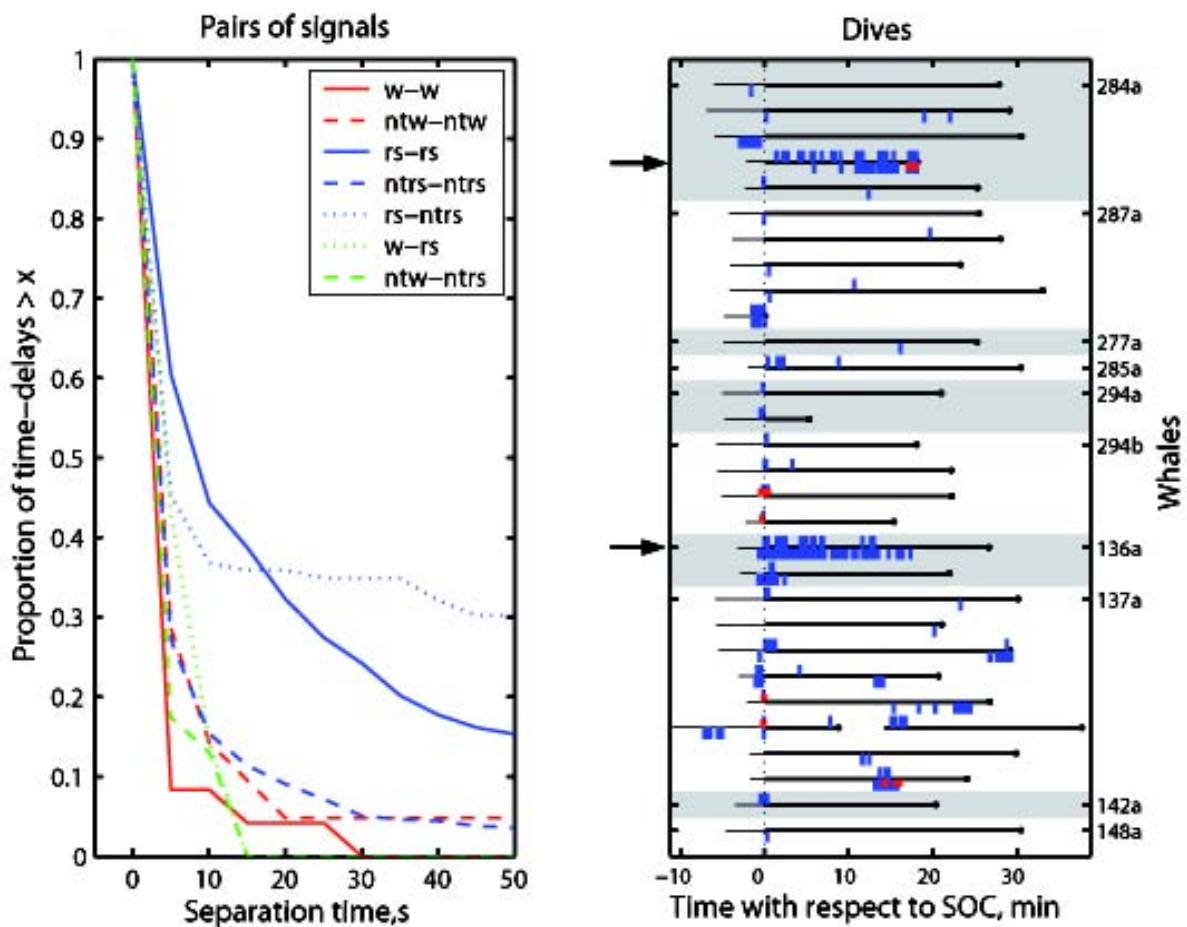 Pairs of signals
1
0.9
0.8
0.7
0.6
0.5
0.4
0.3
0.2
0.1
0
Proportion of time-delays > x
w-w
ntw-ntw
rs-rs
ntrs-ntrs
rs-ntrs
w-rs
ntw-ntrs
0 10 20 30 40 50
Separation time,s
Dives
284a
287a
277a
285a
294a
294b
136a
137a
142a
148a
Whales
-10 0 10 20 30
Time with respect to SOC, min